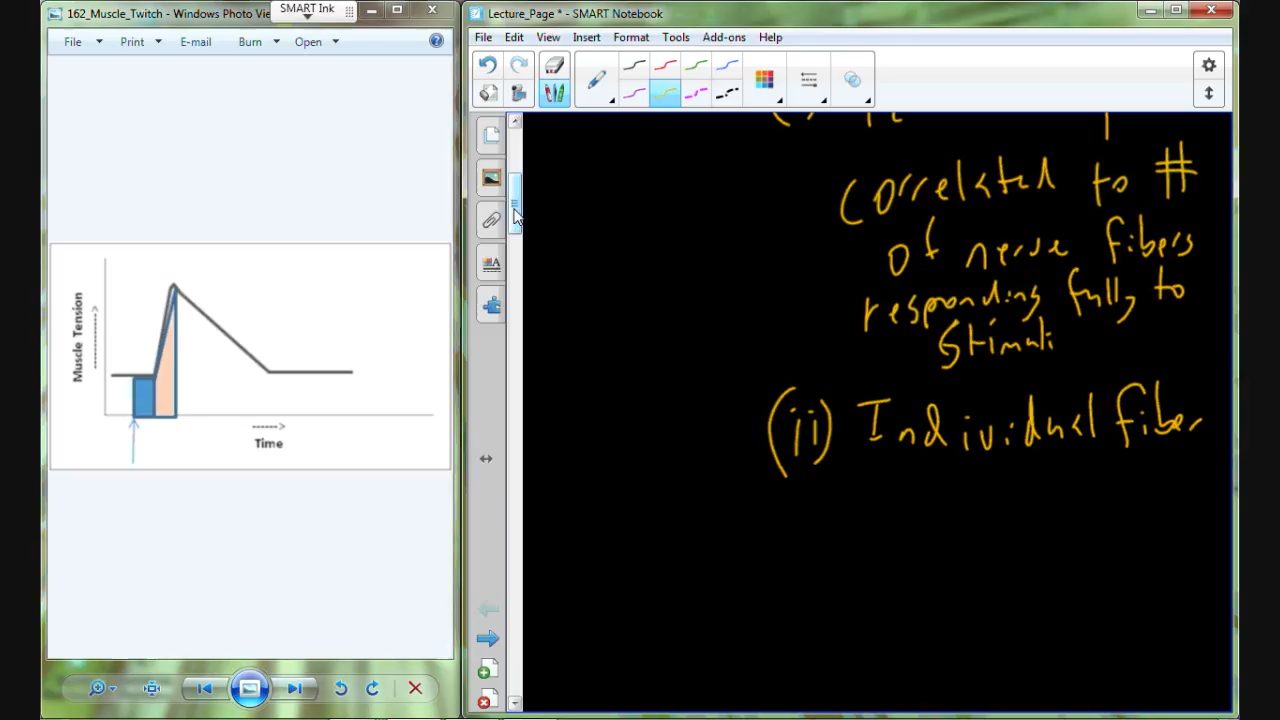 162_Muscle_Twitch - Windows Photo Vie
SMART Ink
File Print E-mail Burn Open
Muscle Tension
---->
Time
Lecture_Page * - SMART Notebook
File Edit View Insert Format Tools Add-ons Help
correlated to #
of nerve fibers
responding fully to
stimuli
(ii) Individual fiber